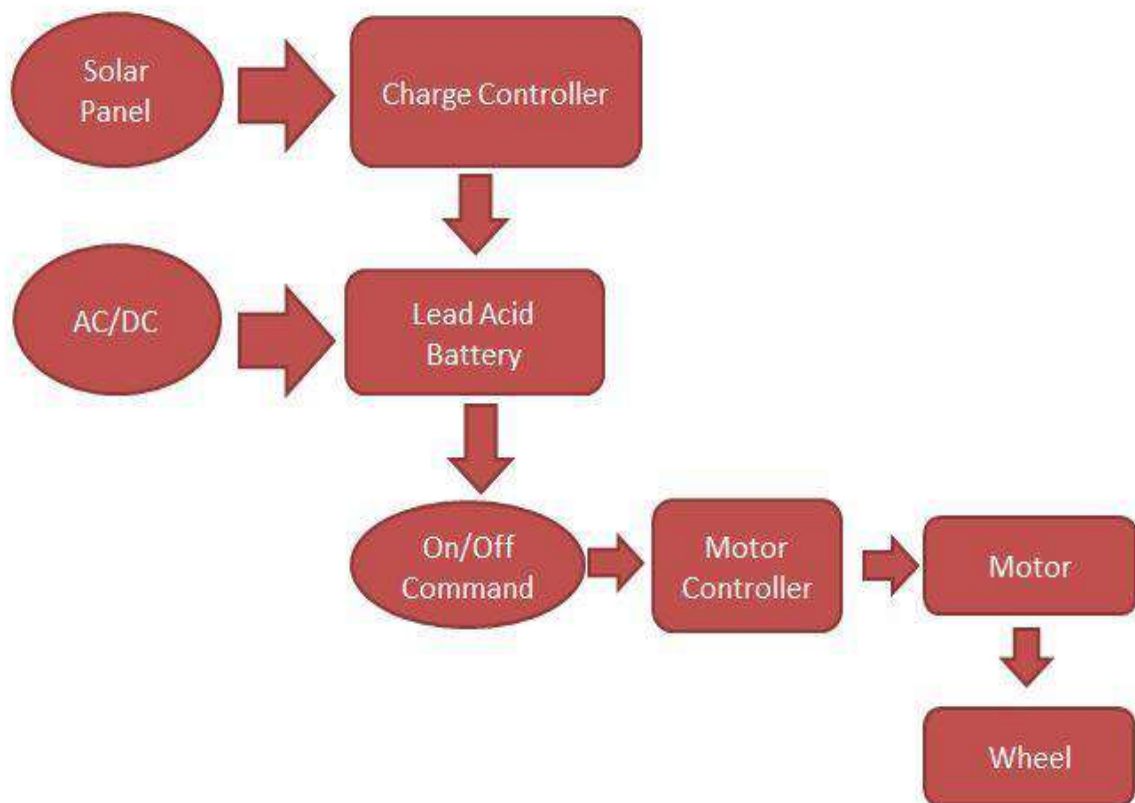 Solar
Panel
Charge Controller
AC/DC
Lead Acid
Battery
On/Off
Command
Motor
Controller
Motor
Wheel